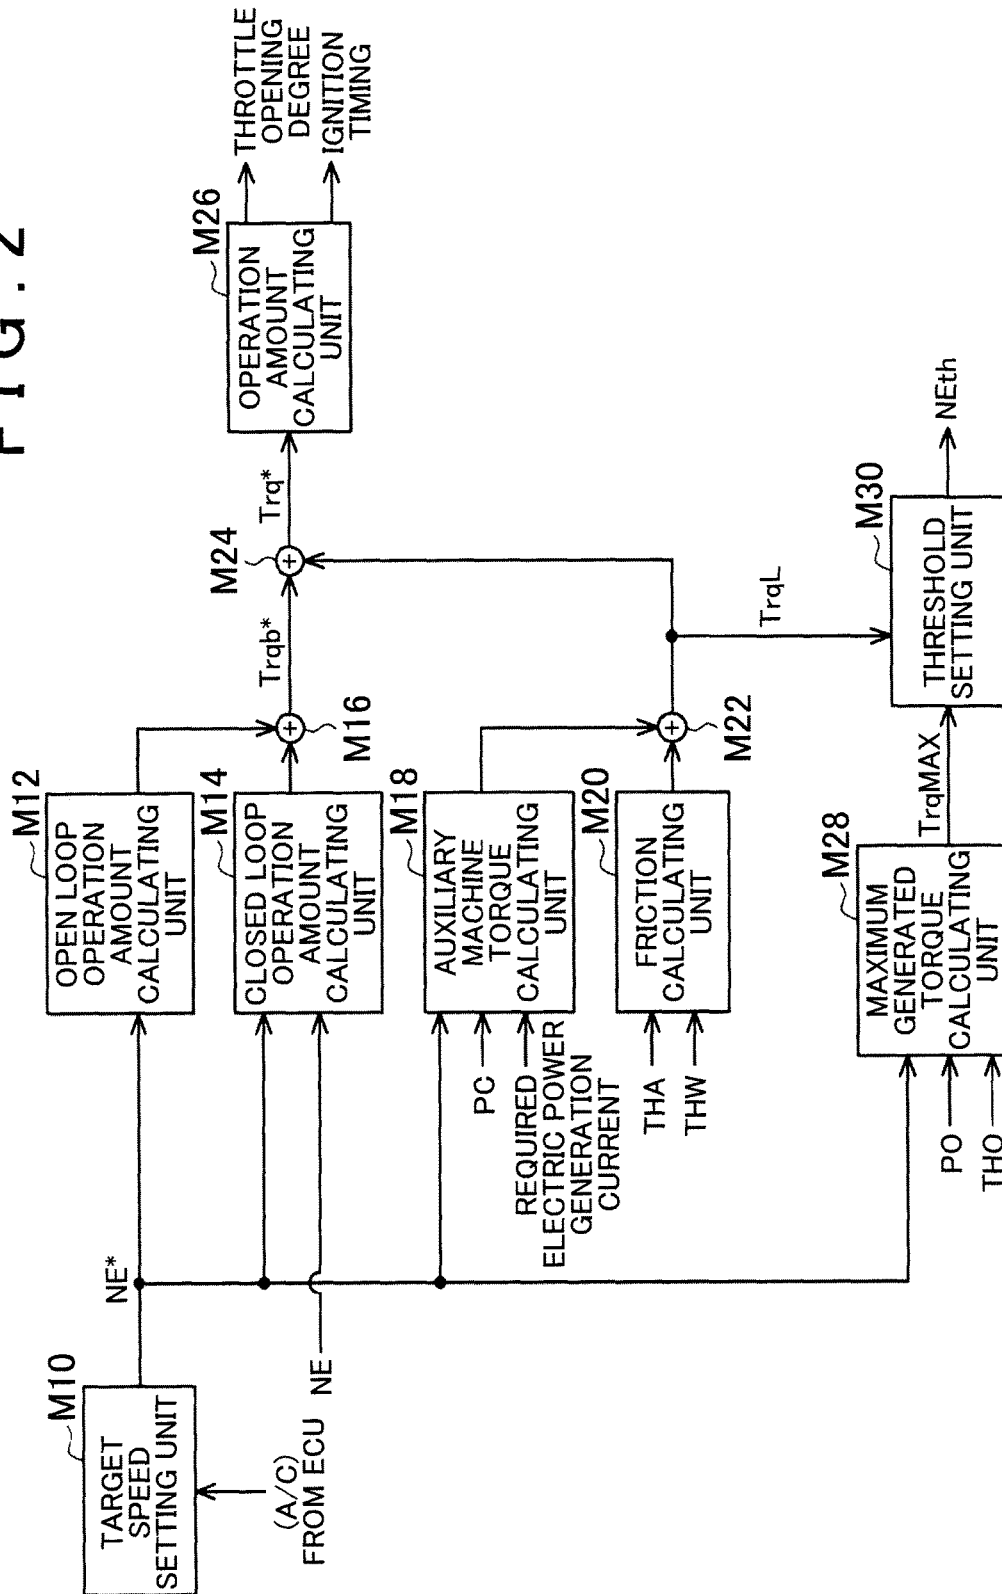 FIG. 2
M10
TARGET
SPEED
SETTING UNIT
(A/C)
FROM ECU
NE*
NE
M12
OPEN LOOP
OPERATION
AMOUNT
CALCULATING
UNIT
M14
CLOSED LOOP
OPERATION
AMOUNT
CALCULATING
UNIT
M16
Trqb*
M18
AUXILIARY
MACHINE
TORQUE
CALCULATING
UNIT
PC
REQUIRED
ELECTRIC POWER
GENERATION
CURRENT
M20
FRICTION
CALCULATING
UNIT
THA
THW
M22
TrqL
M24
Trq*
M26
OPERATION
AMOUNT
CALCULATING
UNIT
THROTTLE
OPENING
DEGREE
IGNITION
TIMING
M28
MAXIMUM
GENERATED
TORQUE
CALCULATING
UNIT
PO
THO
TrqMAX
M30
THRESHOLD
SETTING UNIT
NEth
+
+
+